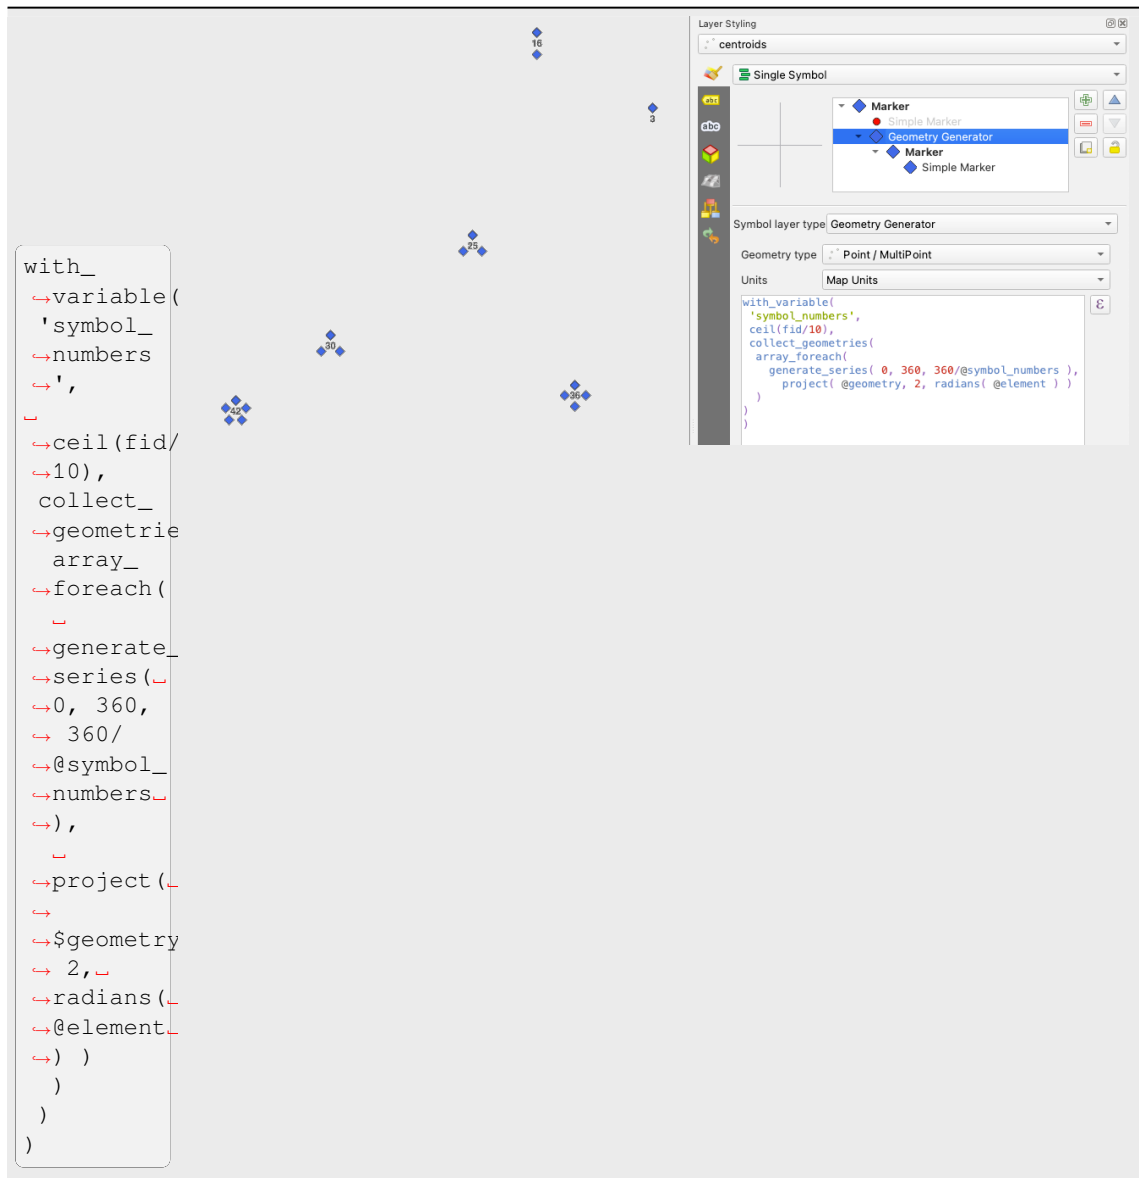 16
3
25
30
36
42
Layer Styling
centroids
Single Symbol
Marker
Simple Marker
Geometry Generator
Marker
Simple Marker
Symbol layer type Geometry Generator
Geometry type Point / MultiPoint
Units Map Units
with_variable(
'symbol_numbers',
ceil(fid/10),
collect_geometries(
array_foreach(
generate_series( 0, 360, 360/@symbol_numbers ),
project( @geometry, 2, radians( @element ) )
)
)
)
ε
abc
abc
with_
↪variable(
'symbol_
↪numbers
↪',
␣
↪ceil(fid/
↪10),
collect_
↪geometrie
array_
↪foreach(
␣
↪generate_
↪series(␣
↪0, 360,
↪ 360/
↪@symbol_
↪numbers␣
↪),
␣
↪project(␣
↪
↪$geometry
↪ 2,␣
↪radians(␣
↪@element␣
↪) )
)
)
)